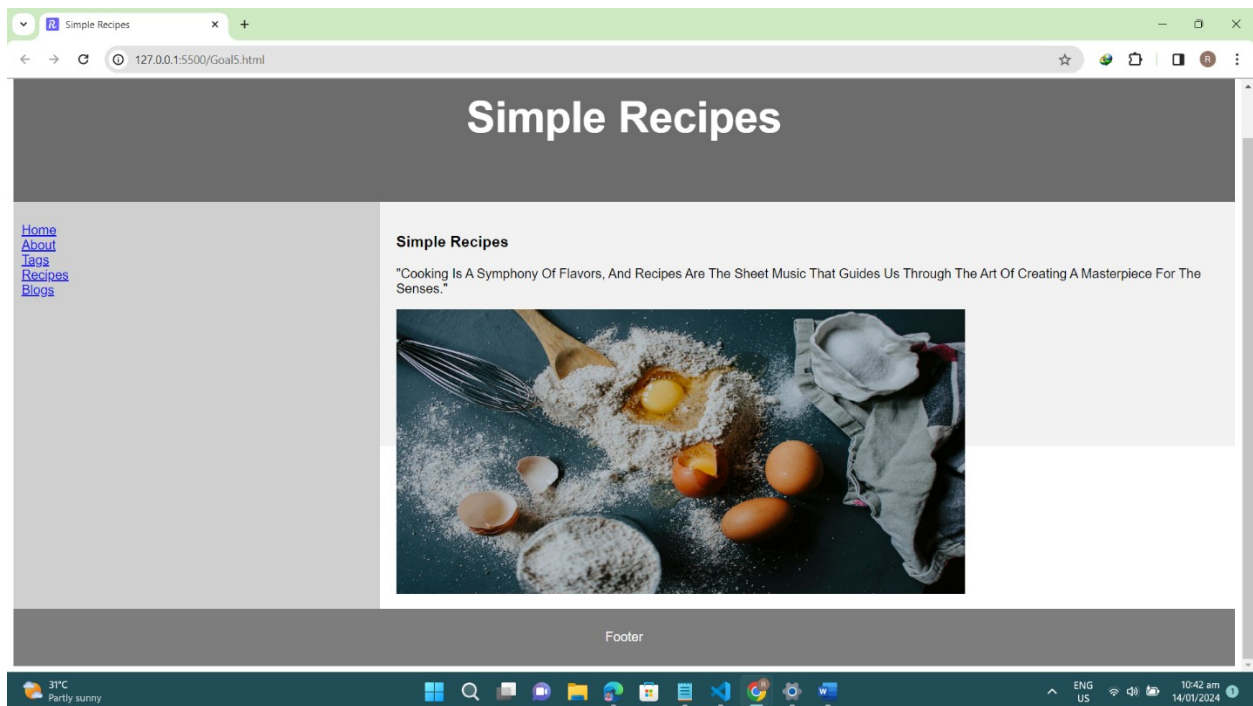 Simple Recipes
127.0.0.1:5500/Goal5.html
R
Simple Recipes
Home
About
Tags
Recipes
Blogs
Simple Recipes
"Cooking Is A Symphony Of Flavors, And Recipes Are The Sheet Music That Guides Us Through The Art Of Creating A Masterpiece For The
Senses."
Footer
31°C
Partly sunny
ENG
US
10:42 am
14/01/2024
1